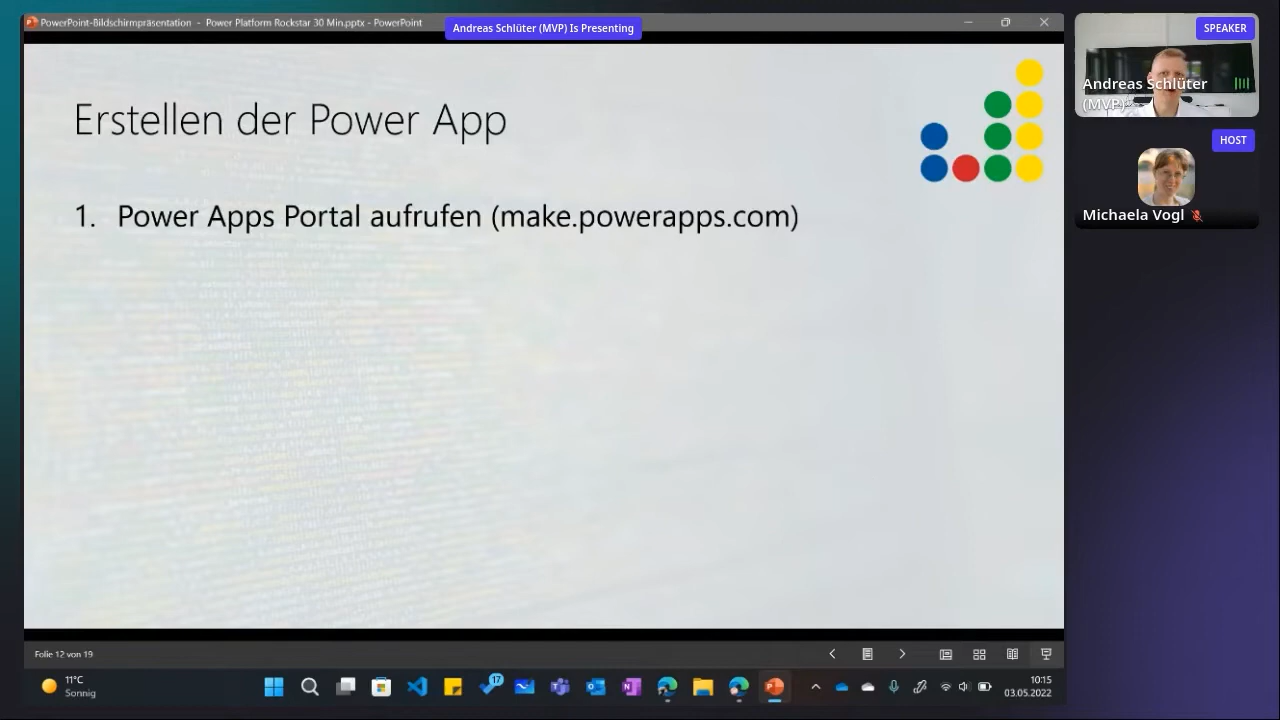 PowerPoint-Bildschirmpräsentation - Power Platform Rockstar 30 Min.pptx - PowerPoint
Andreas Schlüter (MVP) Is Presenting
SPEAKER
Andreas Schlüter
(MVP)
HOST
Michaela Vogl
Erstellen der Power App
1. Power Apps Portal aufrufen (make.powerapps.com)
Folie 12 von 19
11°C
Sonnig
17
10:15
03.05.2022